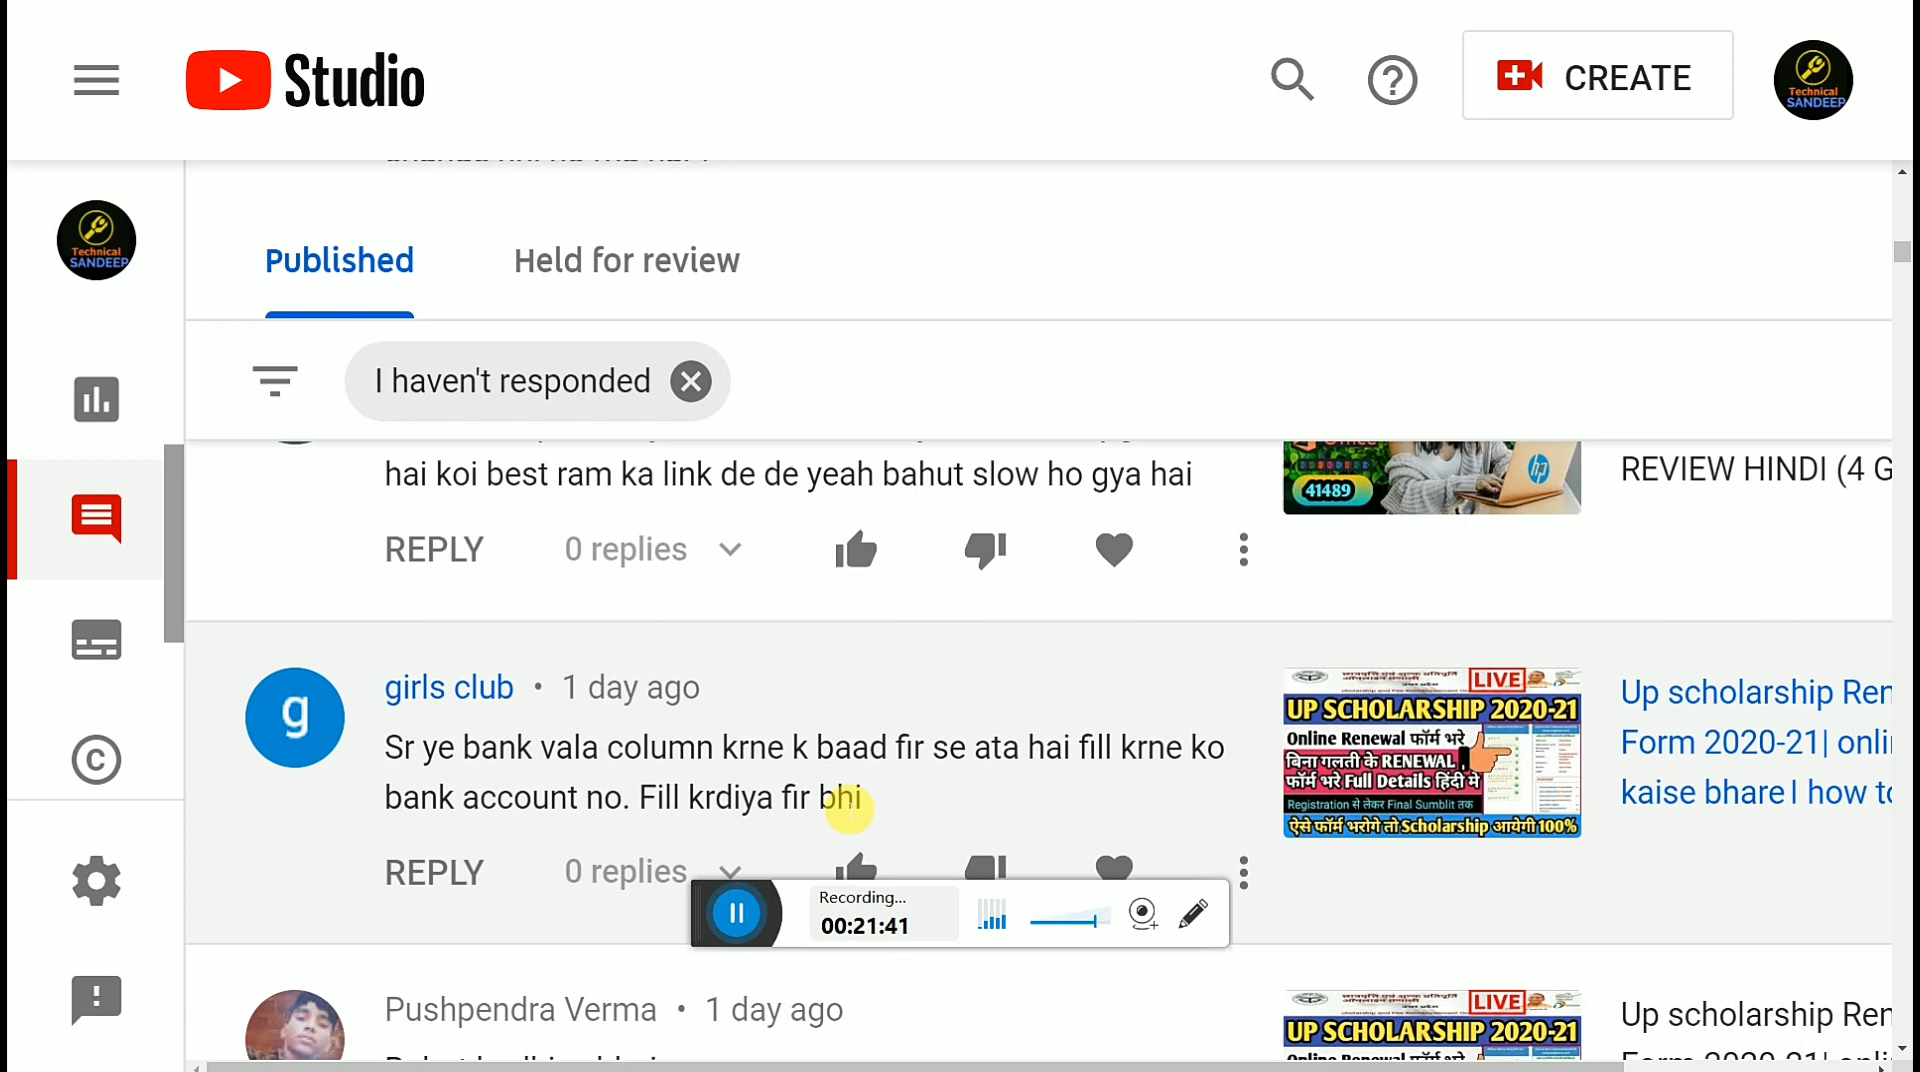 Studio
CREATE
Technical
SANDEEP
Technical
SANDEEP
Published
Held for review
I haven't responded
hai koi best ram ka link de de yeah bahut slow ho gya hai
41489
hp
REVIEW HINDI (4 G
REPLY
0 replies
g
girls club • 1 day ago
Sr ye bank vala column krne k baad fir se ata hai fill krne ko
bank account no. Fill krdiya fir bhi
LIVE
UP SCHOLARSHIP 2020-21
Online Renewal फॉर्म भरे
बिना गलती के RENEWAL
फॉर्म भरे Full Details हिंदी मे
Registration से लेकर Final Sumblit तक
ऐसे फॉर्म भरोगे तो Scholarship आयेगी 100%
Up scholarship Ren
Form 2020-21| onli
kaise bhare| how to
REPLY
0 replies
Recording...
00:21:41
Pushpendra Verma • 1 day ago
LIVE
UP SCHOLARSHIP 2020-21
Up scholarship Ren